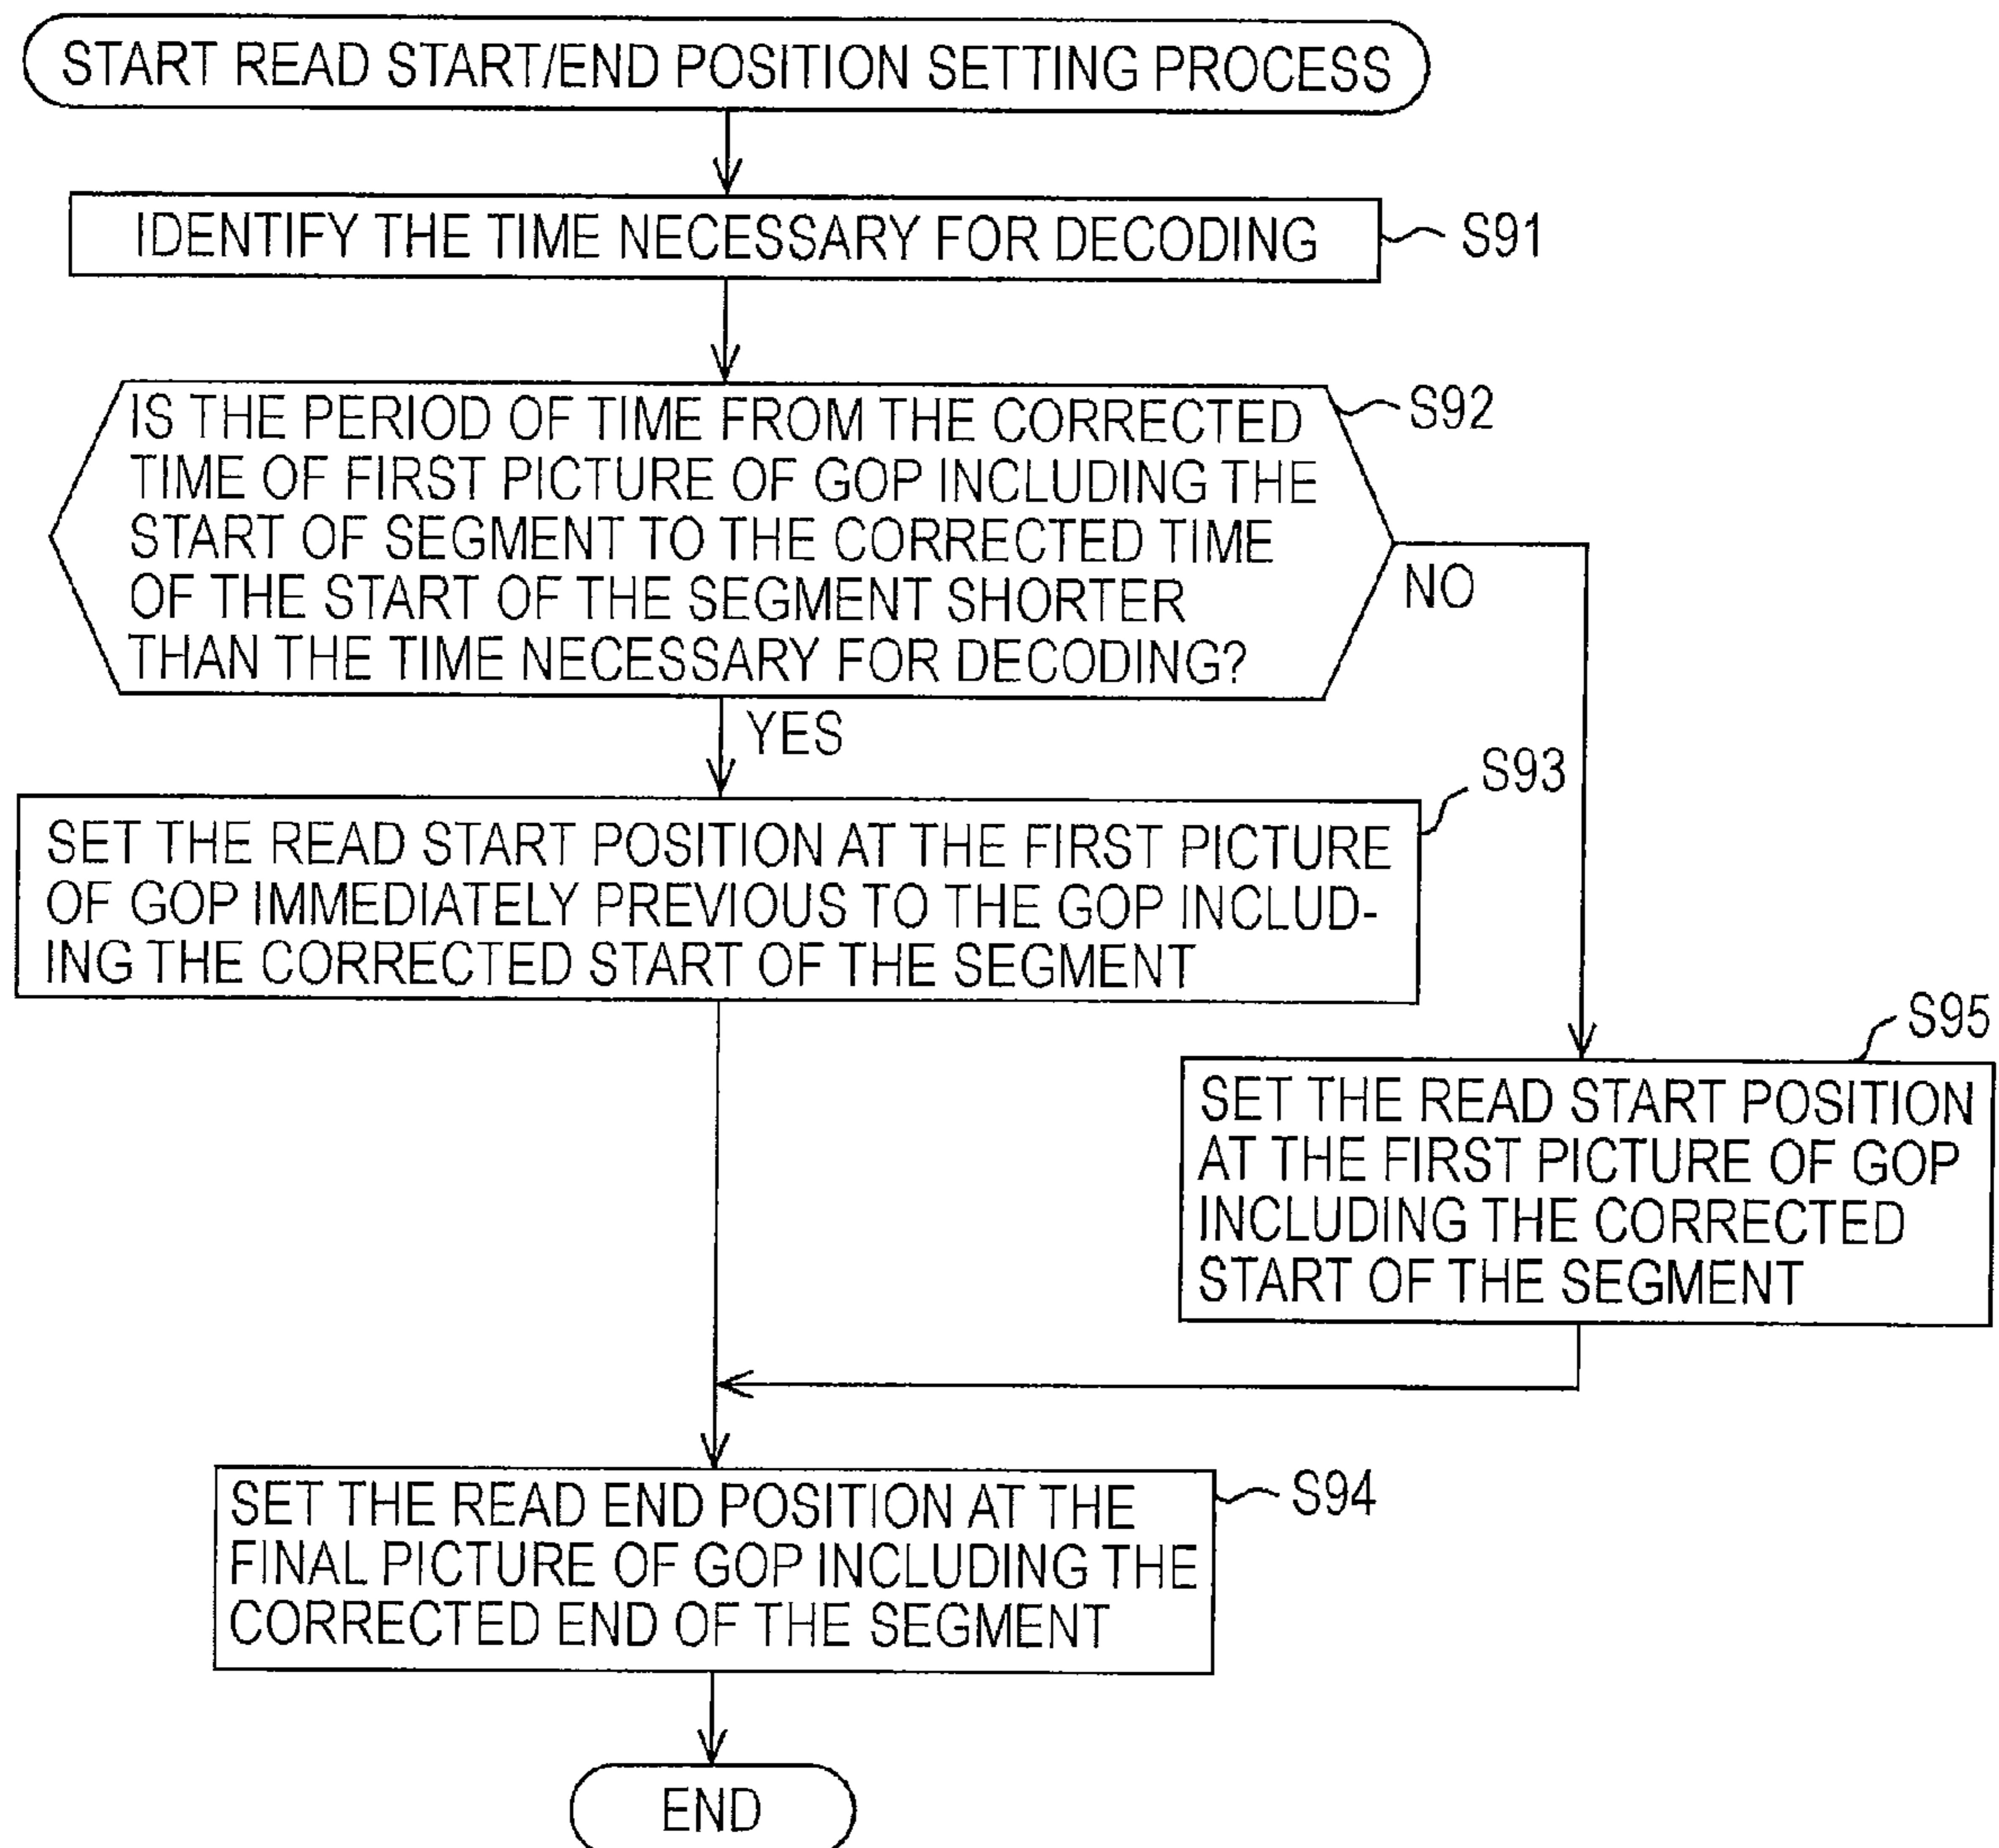 START READ START/END POSITION SETTING PROCESS
IDENTIFY THE TIME NECESSARY FOR DECODING
S91
IS THE PERIOD OF TIME FROM THE CORRECTED
TIME OF FIRST PICTURE OF GOP INCLUDING THE
START OF SEGMENT TO THE CORRECTED TIME
OF THE START OF THE SEGMENT SHORTER
THAN THE TIME NECESSARY FOR DECODING?
S92
NO
YES
S93
SET THE READ START POSITION AT THE FIRST PICTURE
OF GOP IMMEDIATELY PREVIOUS TO THE GOP INCLUD-
ING THE CORRECTED START OF THE SEGMENT
S95
SET THE READ START POSITION
AT THE FIRST PICTURE OF GOP
INCLUDING THE CORRECTED
START OF THE SEGMENT
SET THE READ END POSITION AT THE
FINAL PICTURE OF GOP INCLUDING THE
CORRECTED END OF THE SEGMENT
S94
END